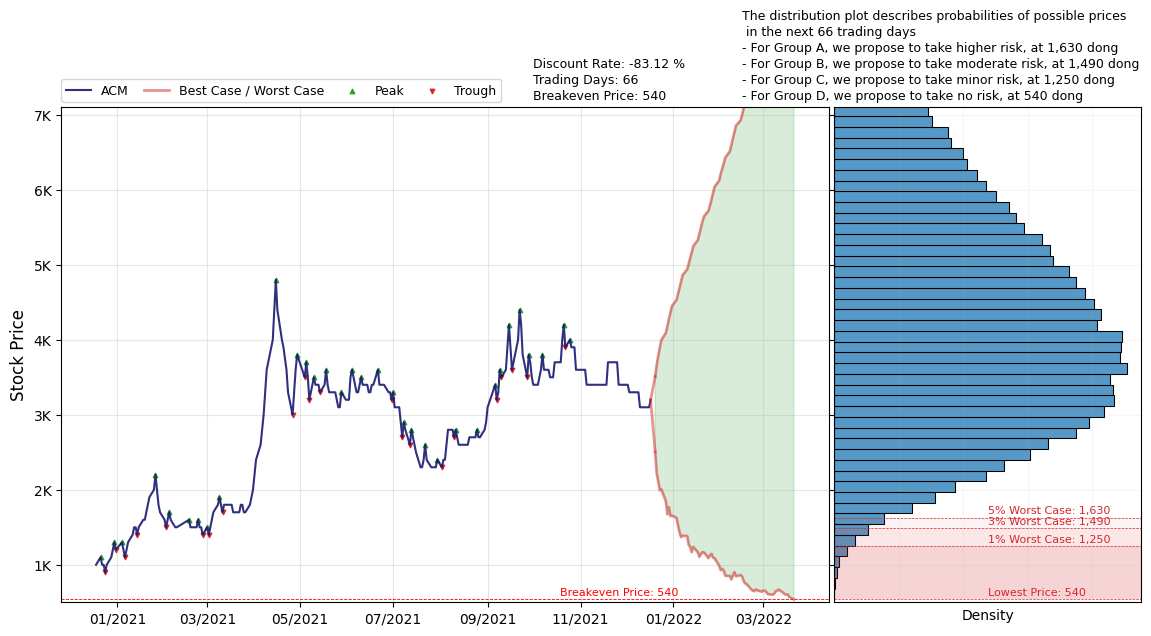 The distribution plot describes probabilities of possible prices
in the next 66 trading days
- For Group A, we propose to take higher risk, at 1,630 dong
- For Group B, we propose to take moderate risk, at 1,490 dong
- For Group C, we propose to take minor risk, at 1,250 dong
- For Group D, we propose to take no risk, at 540 dong
Discount Rate: -83.12 %
Trading Days: 66
Breakeven Price: 540
ACM
Best Case / Worst Case
Peak
Trough
Stock Price
7K
6K
5K
4K
3K
2K
1K
Breakeven Price: 540
01/2021
03/2021
05/2021
07/2021
09/2021
11/2021
01/2022
03/2022
5% Worst Case: 1,630
3% Worst Case: 1,490
1% Worst Case: 1,250
Lowest Price: 540
Density